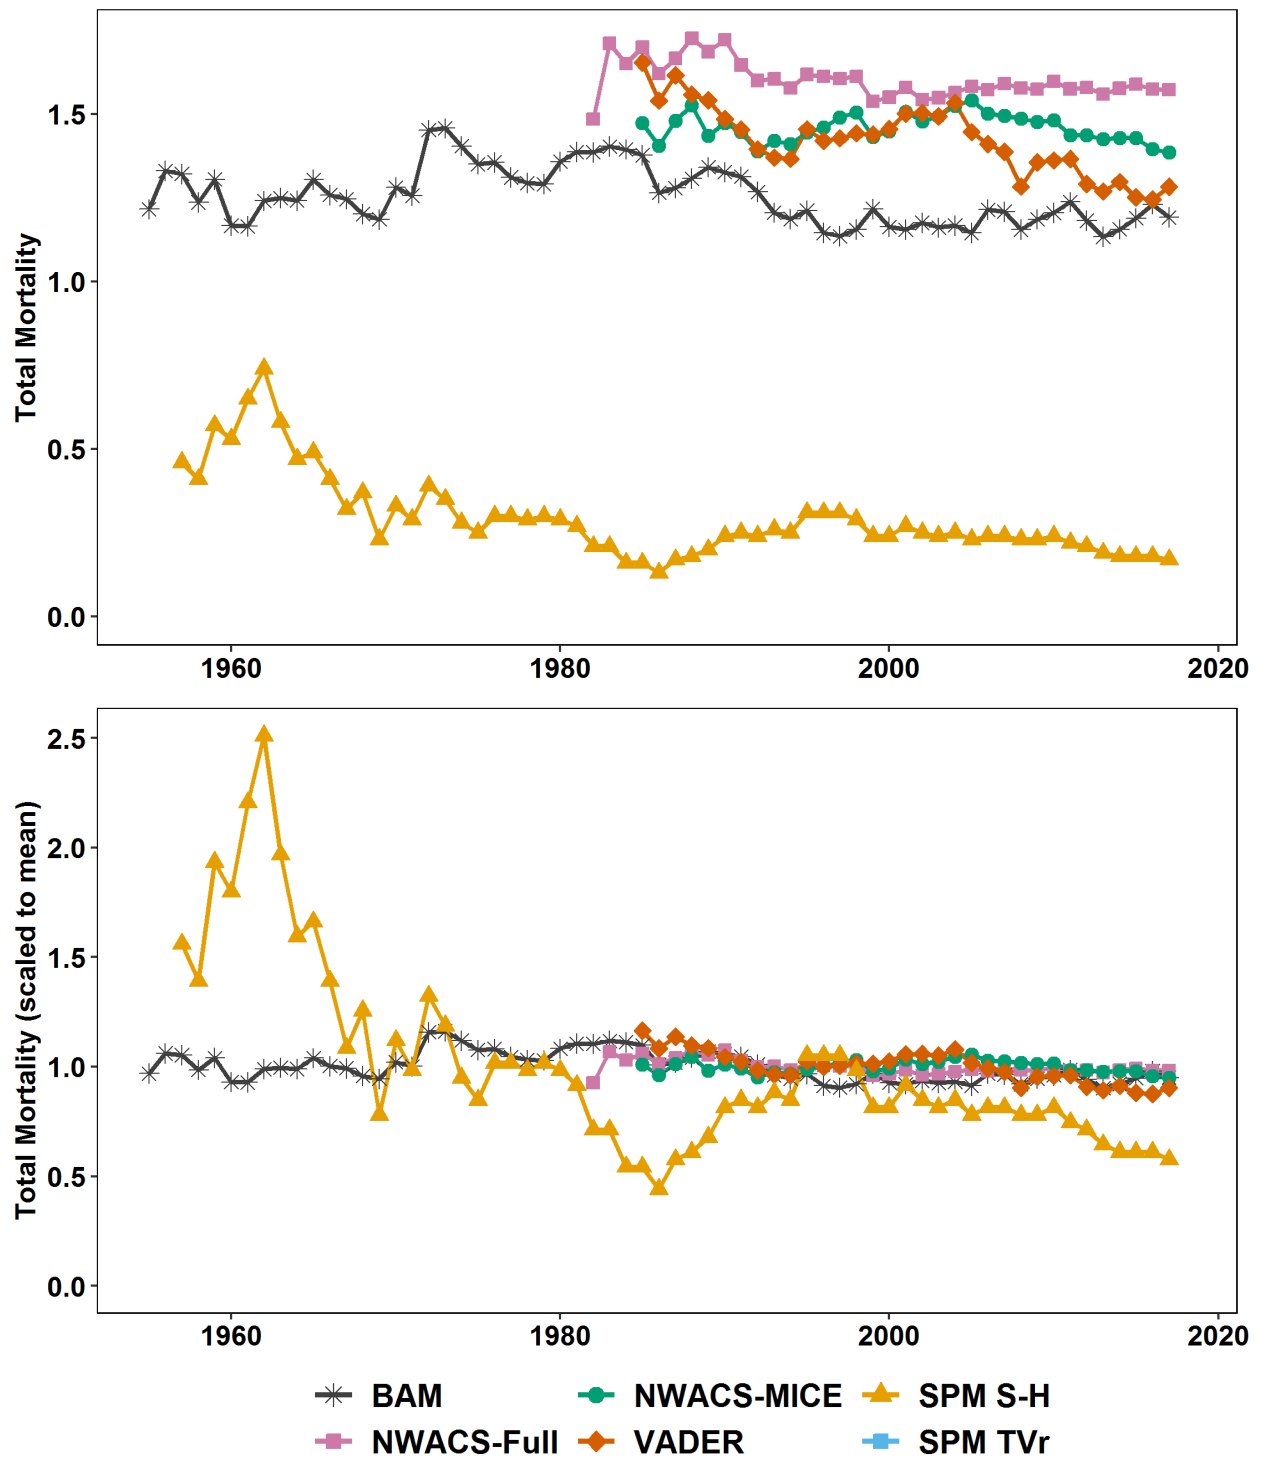 Total Mortality
1.5
1.0
0.5
0.0
1960 1980 2000 2020
Total Mortality (scaled to mean)
2.5
2.0
1.5
1.0
0.5
0.0
1960 1980 2000 2020
BAM NWACS-MICE SPM S-H
NWACS-Full VADER SPM TVr